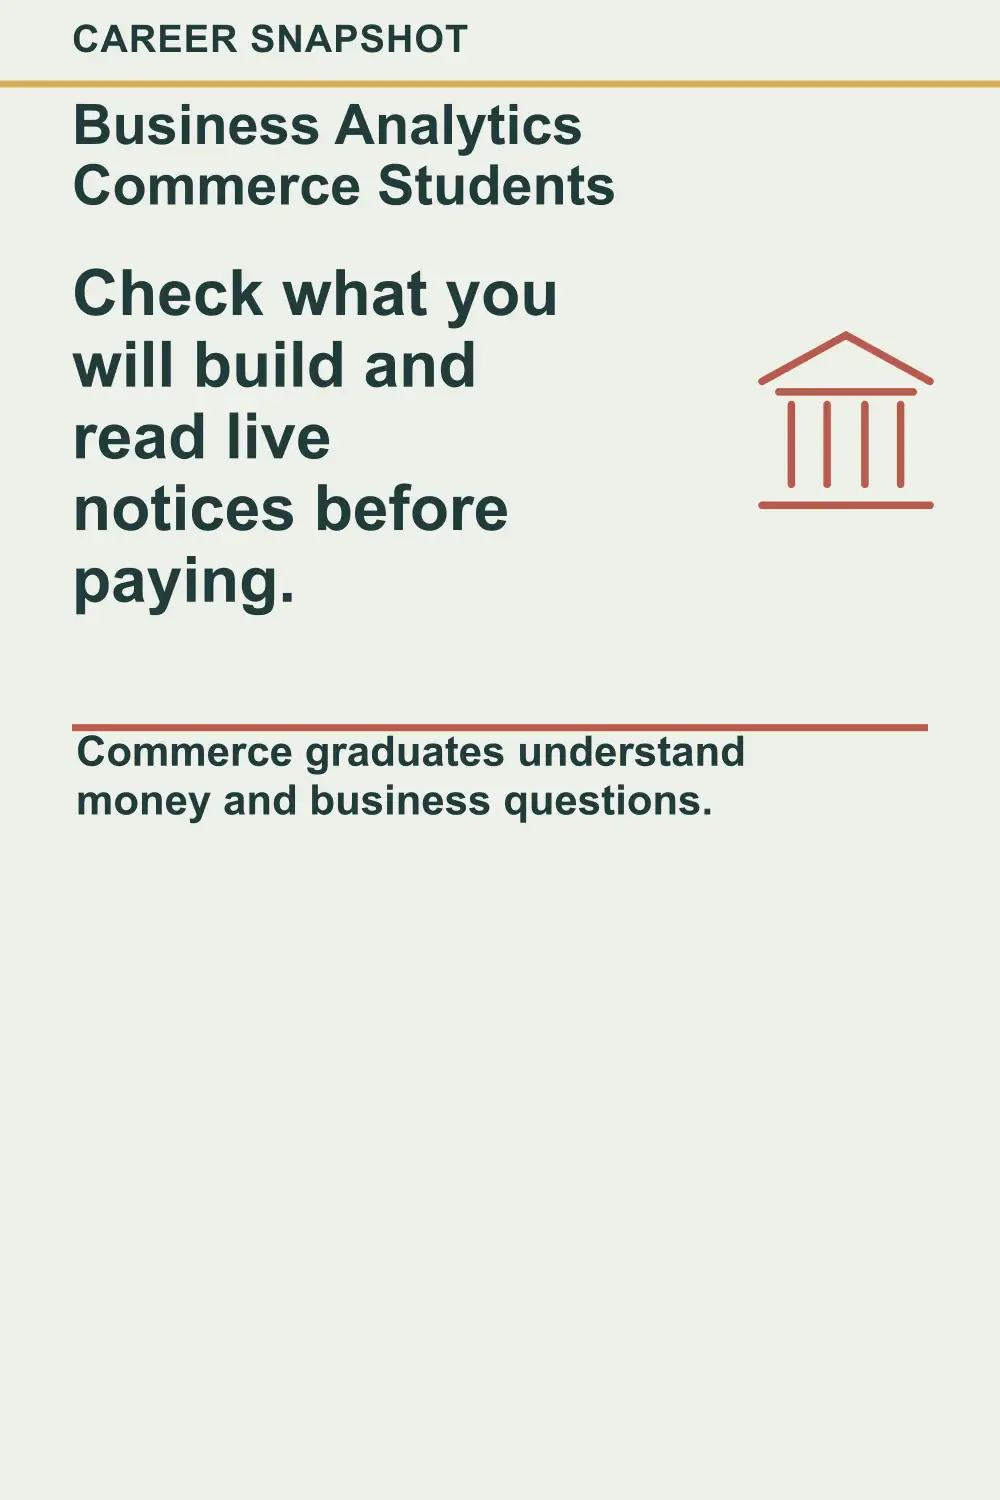 CAREER SNAPSHOT
Business Analytics
Commerce Students
Check what you
will build and
read live
notices before
paying.
Commerce graduates understand
money and business questions.